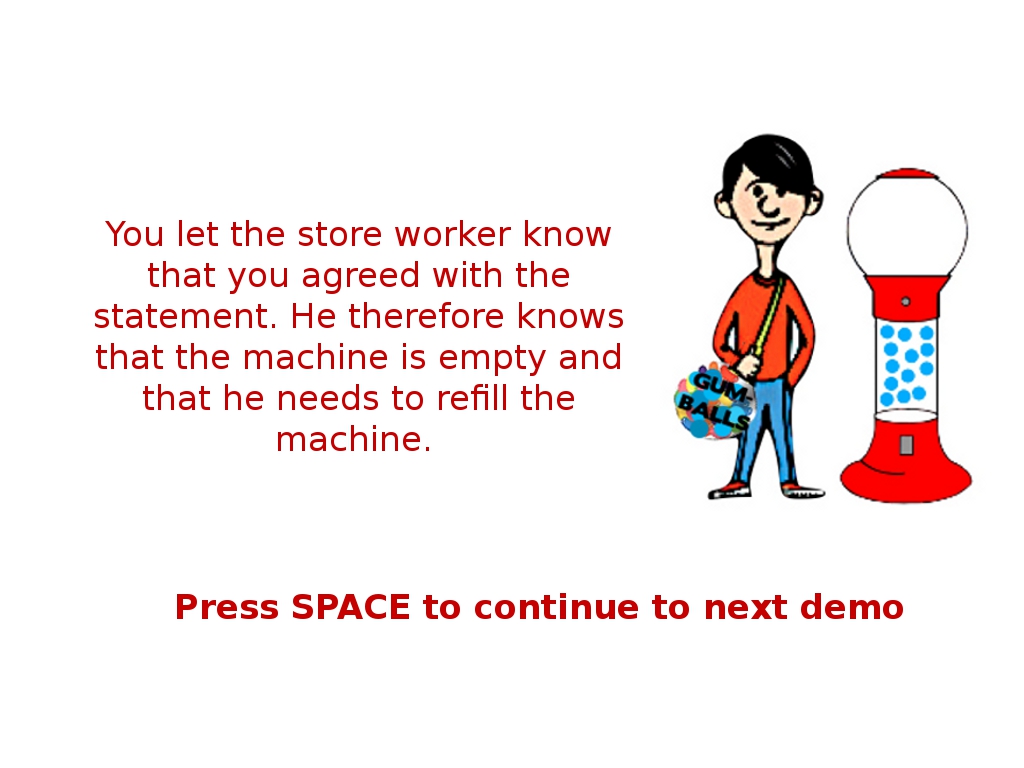 You let the store worker know
that you agreed with the
statement. He therefore knows
that the machine is empty and
that he needs to refill the
machine.
GUM-
BALLS
Press SPACE to continue to next demo